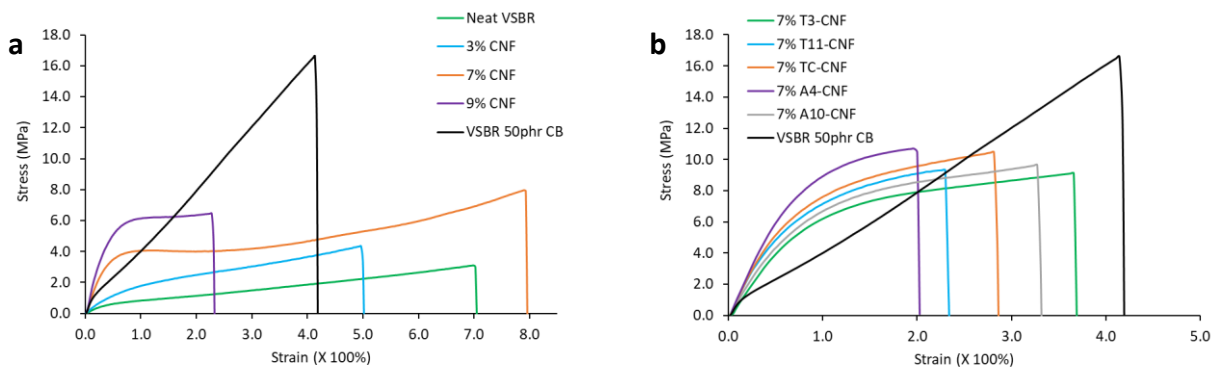 a
Neat VSBR
3% CNF
7% CNF
9% CNF
VSBR 50phr CB
18.0
16.0
14.0
12.0
10.0
8.0
6.0
4.0
2.0
0.0
Stress (MPa)
0.0 1.0 2.0 3.0 4.0 5.0 6.0 7.0 8.0
Strain (X 100%)
b
7% T3-CNF
7% T11-CNF
7% TC-CNF
7% A4-CNF
7% A10-CNF
VSBR 50phr CB
18.0
16.0
14.0
12.0
10.0
8.0
6.0
4.0
2.0
0.0
Stress (MPa)
0.0 1.0 2.0 3.0 4.0 5.0
Strain (X 100%)